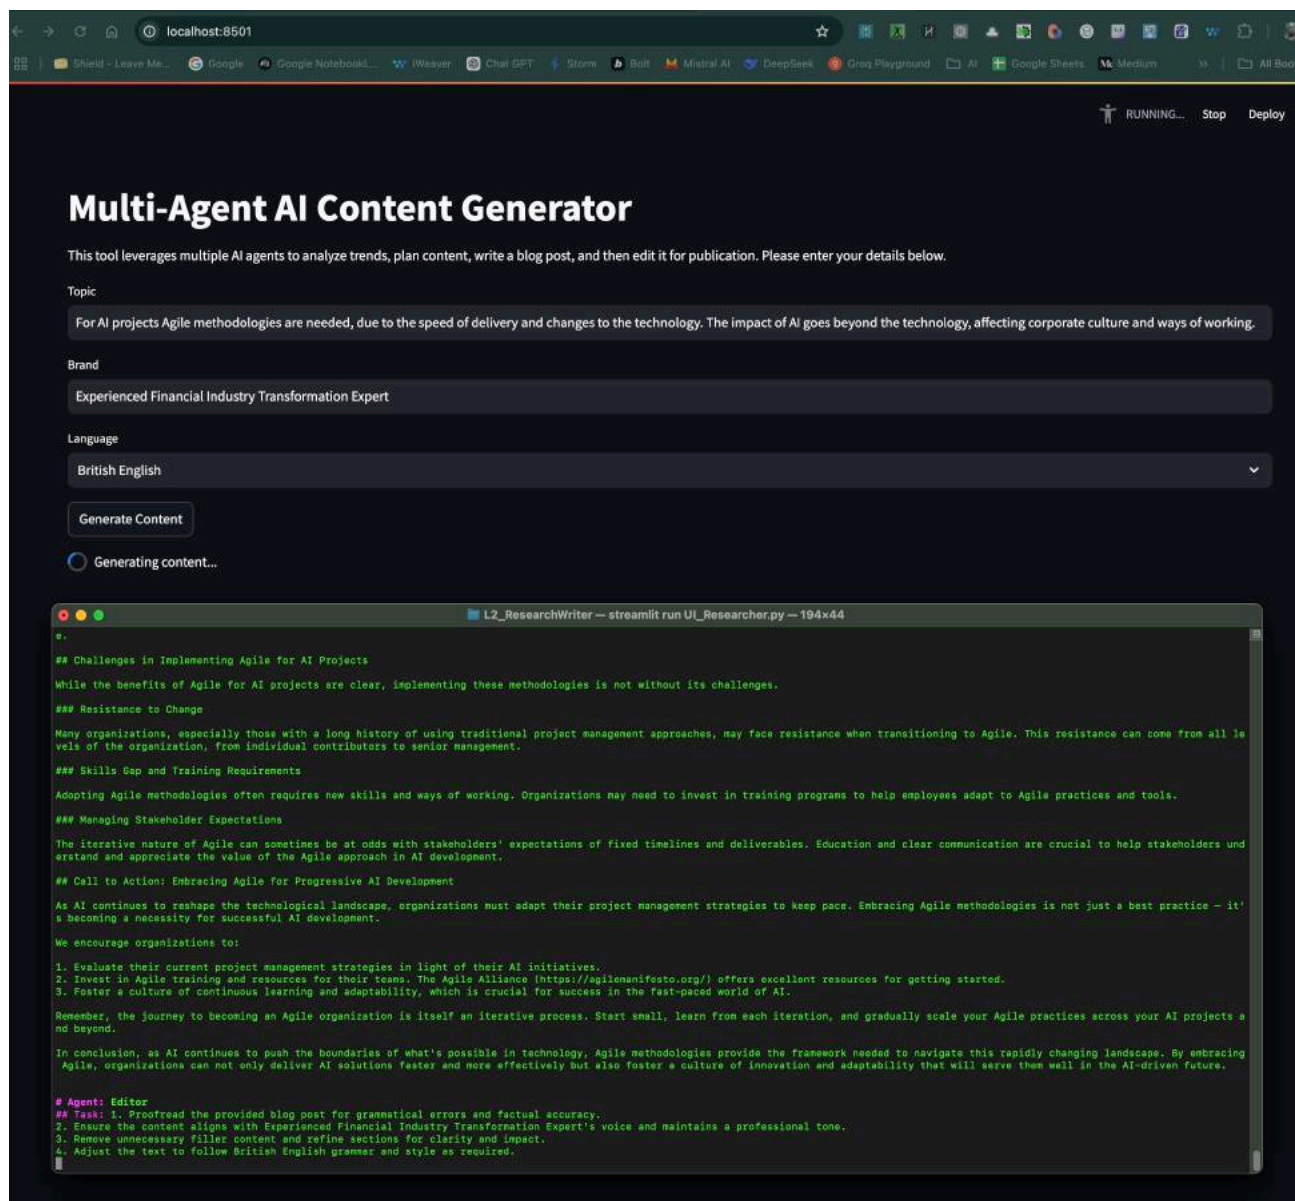 localhost:8501
Shield - Leave Me...
Google
Google NotebookL...
iWeaver
Chat GPT
Storm
Bolt
Mistral AI
DeepSeek
Groq Playground
AI
Google Sheets
Medium
»
All Boo
RUNNING...
Stop
Deploy
Multi-Agent AI Content Generator
This tool leverages multiple AI agents to analyze trends, plan content, write a blog post, and then edit it for publication. Please enter your details below.
Topic
For AI projects Agile methodologies are needed, due to the speed of delivery and changes to the technology. The impact of AI goes beyond the technology, affecting corporate culture and ways of working.
Brand
Experienced Financial Industry Transformation Expert
Language
British English
Generate Content
Generating content...
L2_ResearchWriter — streamlit run UI_Researcher.py — 194×44
e.
## Challenges in Implementing Agile for AI Projects
While the benefits of Agile for AI projects are clear, implementing these methodologies is not without its challenges.
### Resistance to Change
Many organizations, especially those with a long history of using traditional project management approaches, may face resistance when transitioning to Agile. This resistance can come from all le
vels of the organization, from individual contributors to senior management.
### Skills Gap and Training Requirements
Adopting Agile methodologies often requires new skills and ways of working. Organizations may need to invest in training programs to help employees adapt to Agile practices and tools.
### Managing Stakeholder Expectations
The iterative nature of Agile can sometimes be at odds with stakeholders' expectations of fixed timelines and deliverables. Education and clear communication are crucial to help stakeholders und
erstand and appreciate the value of the Agile approach in AI development.
## Call to Action: Embracing Agile for Progressive AI Development
As AI continues to reshape the technological landscape, organizations must adapt their project management strategies to keep pace. Embracing Agile methodologies is not just a best practice – it'
s becoming a necessity for successful AI development.
We encourage organizations to:
1. Evaluate their current project management strategies in light of their AI initiatives.
2. Invest in Agile training and resources for their teams. The Agile Alliance (https://agilemanifesto.org/) offers excellent resources for getting started.
3. Foster a culture of continuous learning and adaptability, which is crucial for success in the fast-paced world of AI.
Remember, the journey to becoming an Agile organization is itself an iterative process. Start small, learn from each iteration, and gradually scale your Agile practices across your AI projects a
nd beyond.
In conclusion, as AI continues to push the boundaries of what's possible in technology, Agile methodologies provide the framework needed to navigate this rapidly changing landscape. By embracing
Agile, organizations can not only deliver AI solutions faster and more effectively but also foster a culture of innovation and adaptability that will serve them well in the AI-driven future.
# Agent: Editor
## Task: 1. Proofread the provided blog post for grammatical errors and factual accuracy.
2. Ensure the content aligns with Experienced Financial Industry Transformation Expert's voice and maintains a professional tone.
3. Remove unnecessary filler content and refine sections for clarity and impact.
4. Adjust the text to follow British English grammar and style as required.